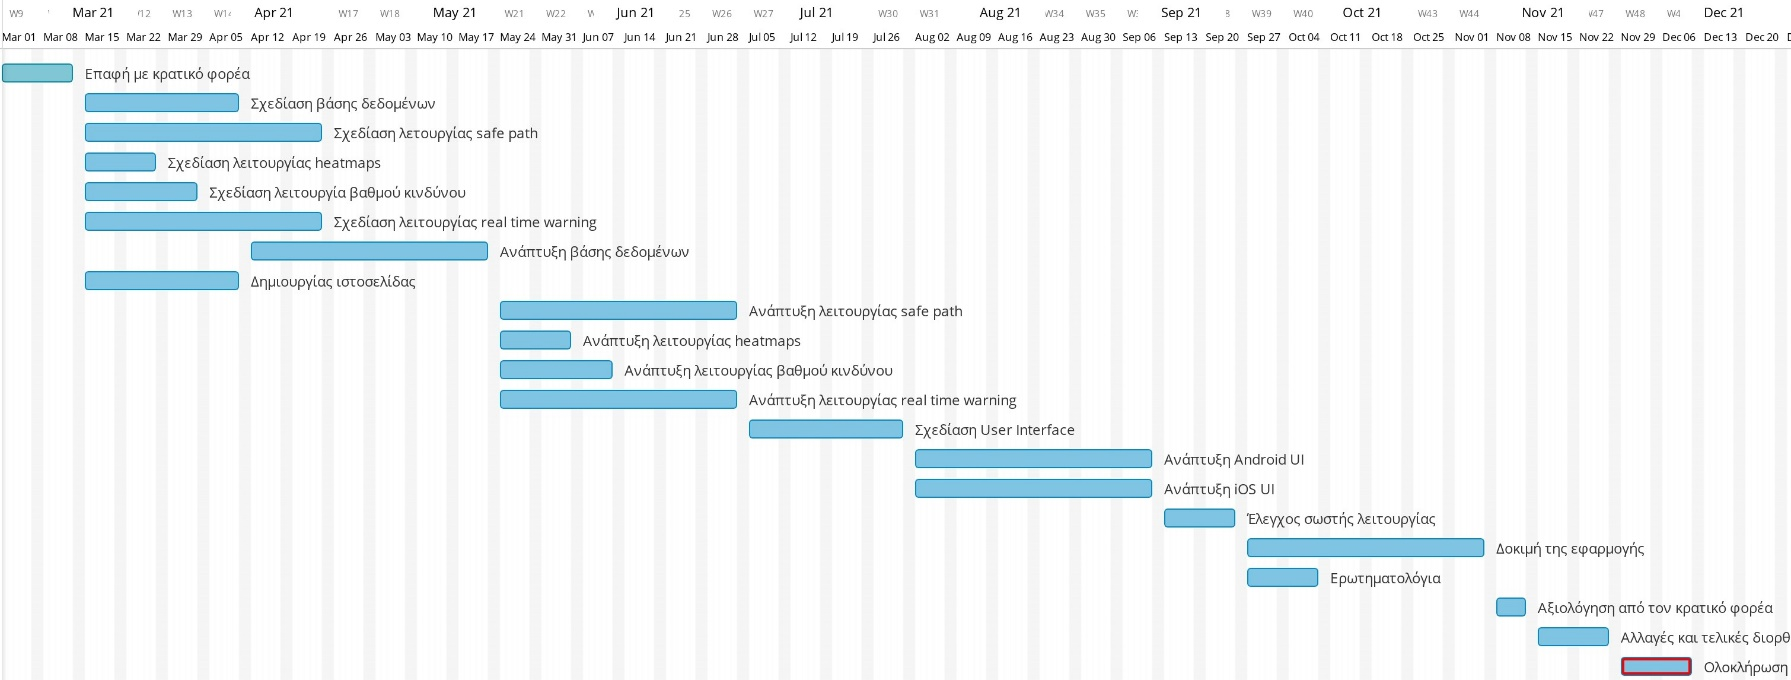 W9 Mar 21 /12 W13 W14 Apr 21 W17 W18 May 21 W21 W22 W Jun 21 25 W26 W27 Jul 21 W30 W31 Aug 21 W34 W35 W3 Sep 21 8 W39 W40 Oct 21 W43 W44 Nov 21 W47 W48 W4 Dec 21
Mar 01 Mar 08 Mar 15 Mar 22 Mar 29 Apr 05 Apr 12 Apr 19 Apr 26 May 03 May 10 May 17 May 24 May 31 Jun 07 Jun 14 Jun 21 Jun 28 Jul 05 Jul 12 Jul 19 Jul 26 Aug 02 Aug 09 Aug 16 Aug 23 Aug 30 Sep 06 Sep 13 Sep 20 Sep 27 Oct 04 Oct 11 Oct 18 Oct 25 Nov 01 Nov 08 Nov 15 Nov 22 Nov 29 Dec 06 Dec 13 Dec 20
Επαφή με κρατικό φορέα
Σχεδίαση βάσης δεδομένων
Σχεδίαση λετουργίας safe path
Σχεδίαση λειτουργίας heatmaps
Σχεδίαση λειτουργία βαθμού κινδύνου
Σχεδίαση λειτουργίας real time warning
Ανάπτυξη βάσης δεδομένων
Δημιουργίας ιστοσελίδας
Ανάπτυξη λειτουργίας safe path
Ανάπτυξη λειτουργίας heatmaps
Ανάπτυξη λειτουργίας βαθμού κινδύνου
Ανάπτυξη λειτουργίας real time warning
Σχεδίαση User Interface
Ανάπτυξη Android UI
Ανάπτυξη iOS UI
Έλεγχος σωστής λειτουργίας
Δοκιμή της εφαρμογής
Ερωτηματολόγια
Αξιολόγηση από τον κρατικό φορέα
Αλλαγές και τελικές διορθ
Ολοκλήρωση